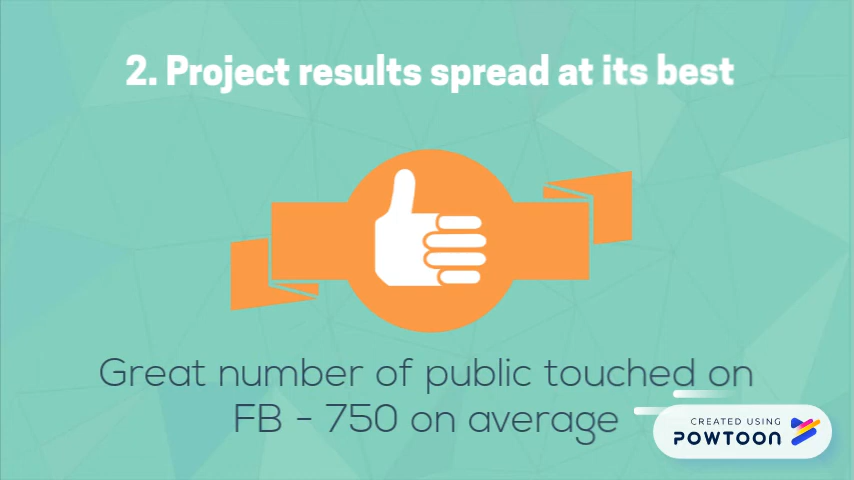 2. Project results spread at its best
Great number of public touched on
FB - 750 on average
CREATED USING
POWTOON